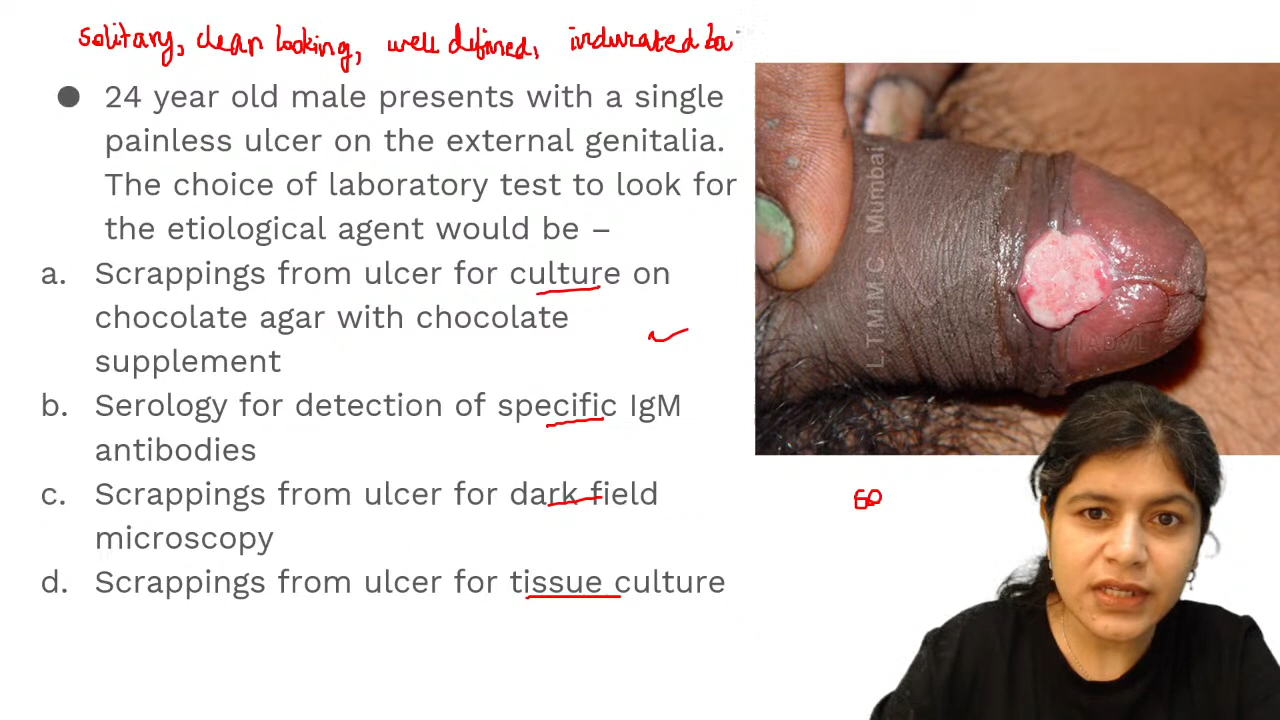 solitary, clean looking, well defined, indurated ba
● 24 year old male presents with a single
painless ulcer on the external genitalia.
The choice of laboratory test to look for
the etiological agent would be –
a. Scrappings from ulcer for culture on
chocolate agar with chocolate
supplement
b. Serology for detection of specific IgM
antibodies
c. Scrappings from ulcer for dark field
microscopy
d. Scrappings from ulcer for tissue culture
L.T.M.M.C. Mumbai
IADVL